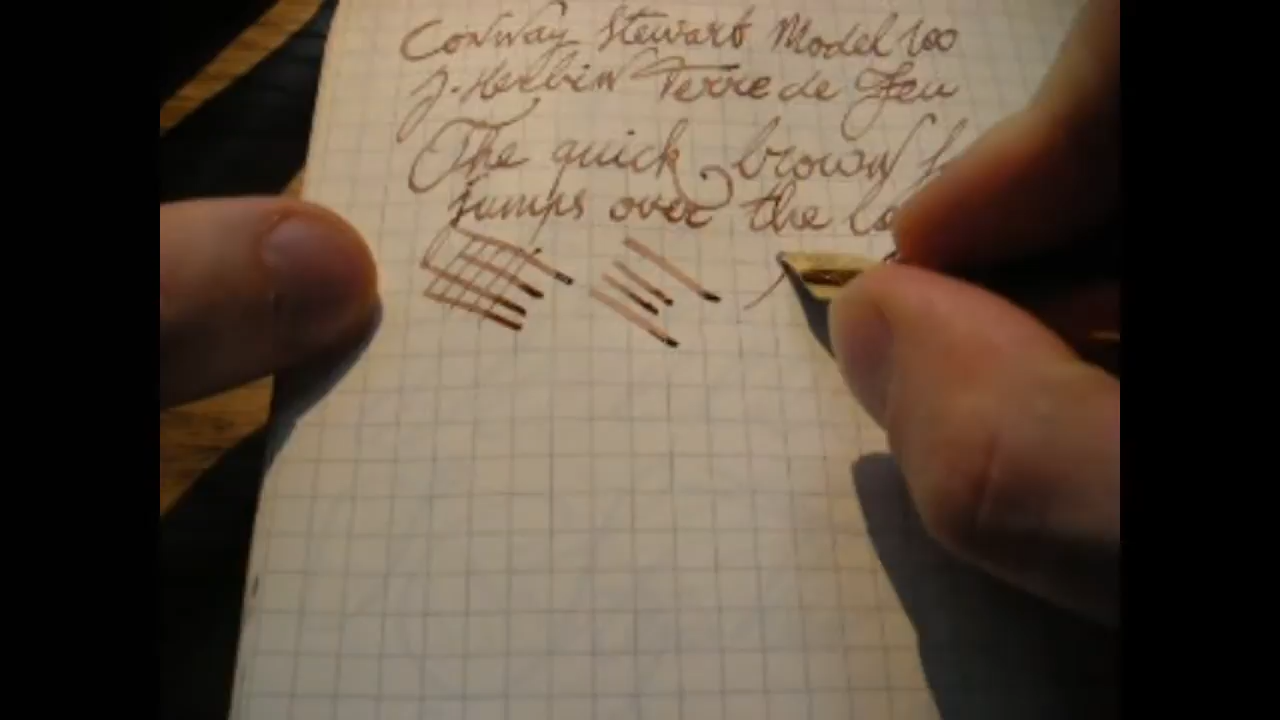 Conway Stewart Model 100
J. Herbin Terre de Feu
The quick brown
jumps over the